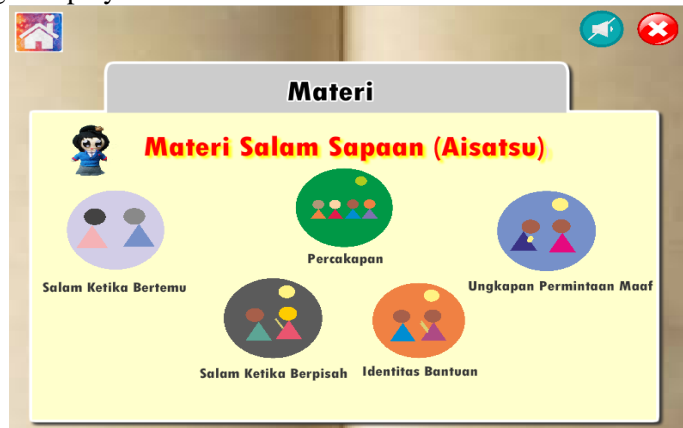 Materi
Materi Salam Sapaan (Aisatsu)
Percakapan
Salam Ketika Bertemu
Ungkapan Permintaan Maaf
Salam Ketika Berpisah
Identitas Bantuan